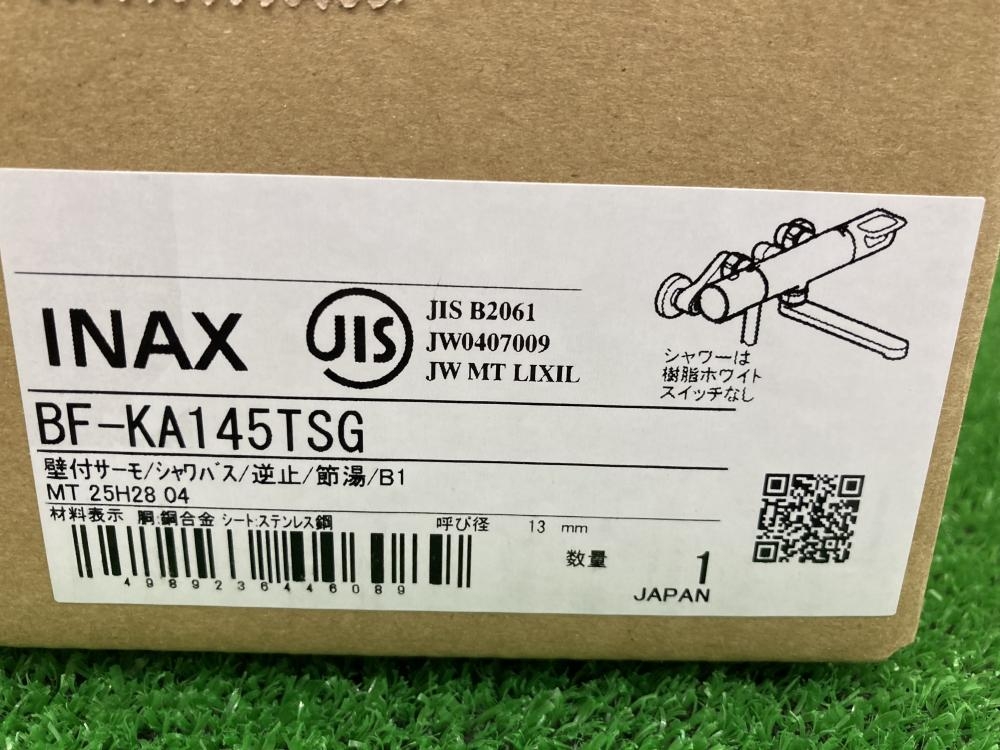 INAX
JIS
JIS B2061
JW0407009
JW MT LIXIL
シャワーは
樹脂ホワイト
スイッチなし
BF-KA145TSG
壁付サーモ/シャワバス/逆止/節湯/B1
MT 25H28 04
材料表示 胴:銅合金 シート:ステンレス鋼 呼び径 13 mm
数量 1
4989236446089
JAPAN